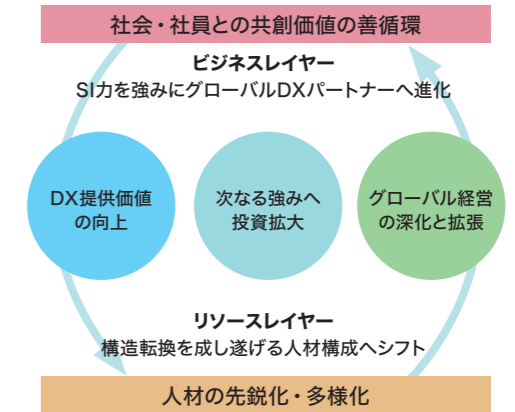 社会・社員との共創価値の善循環
ビジネスレイヤー
SI力を強みにグローバルDXパートナーへ進化
DX提供価値
の向上
次なる強みへ
投資拡大
グローバル経営
の深化と拡張
リソースレイヤー
構造転換を成し遂げる人材構成へシフト
人材の先鋭化・多様化